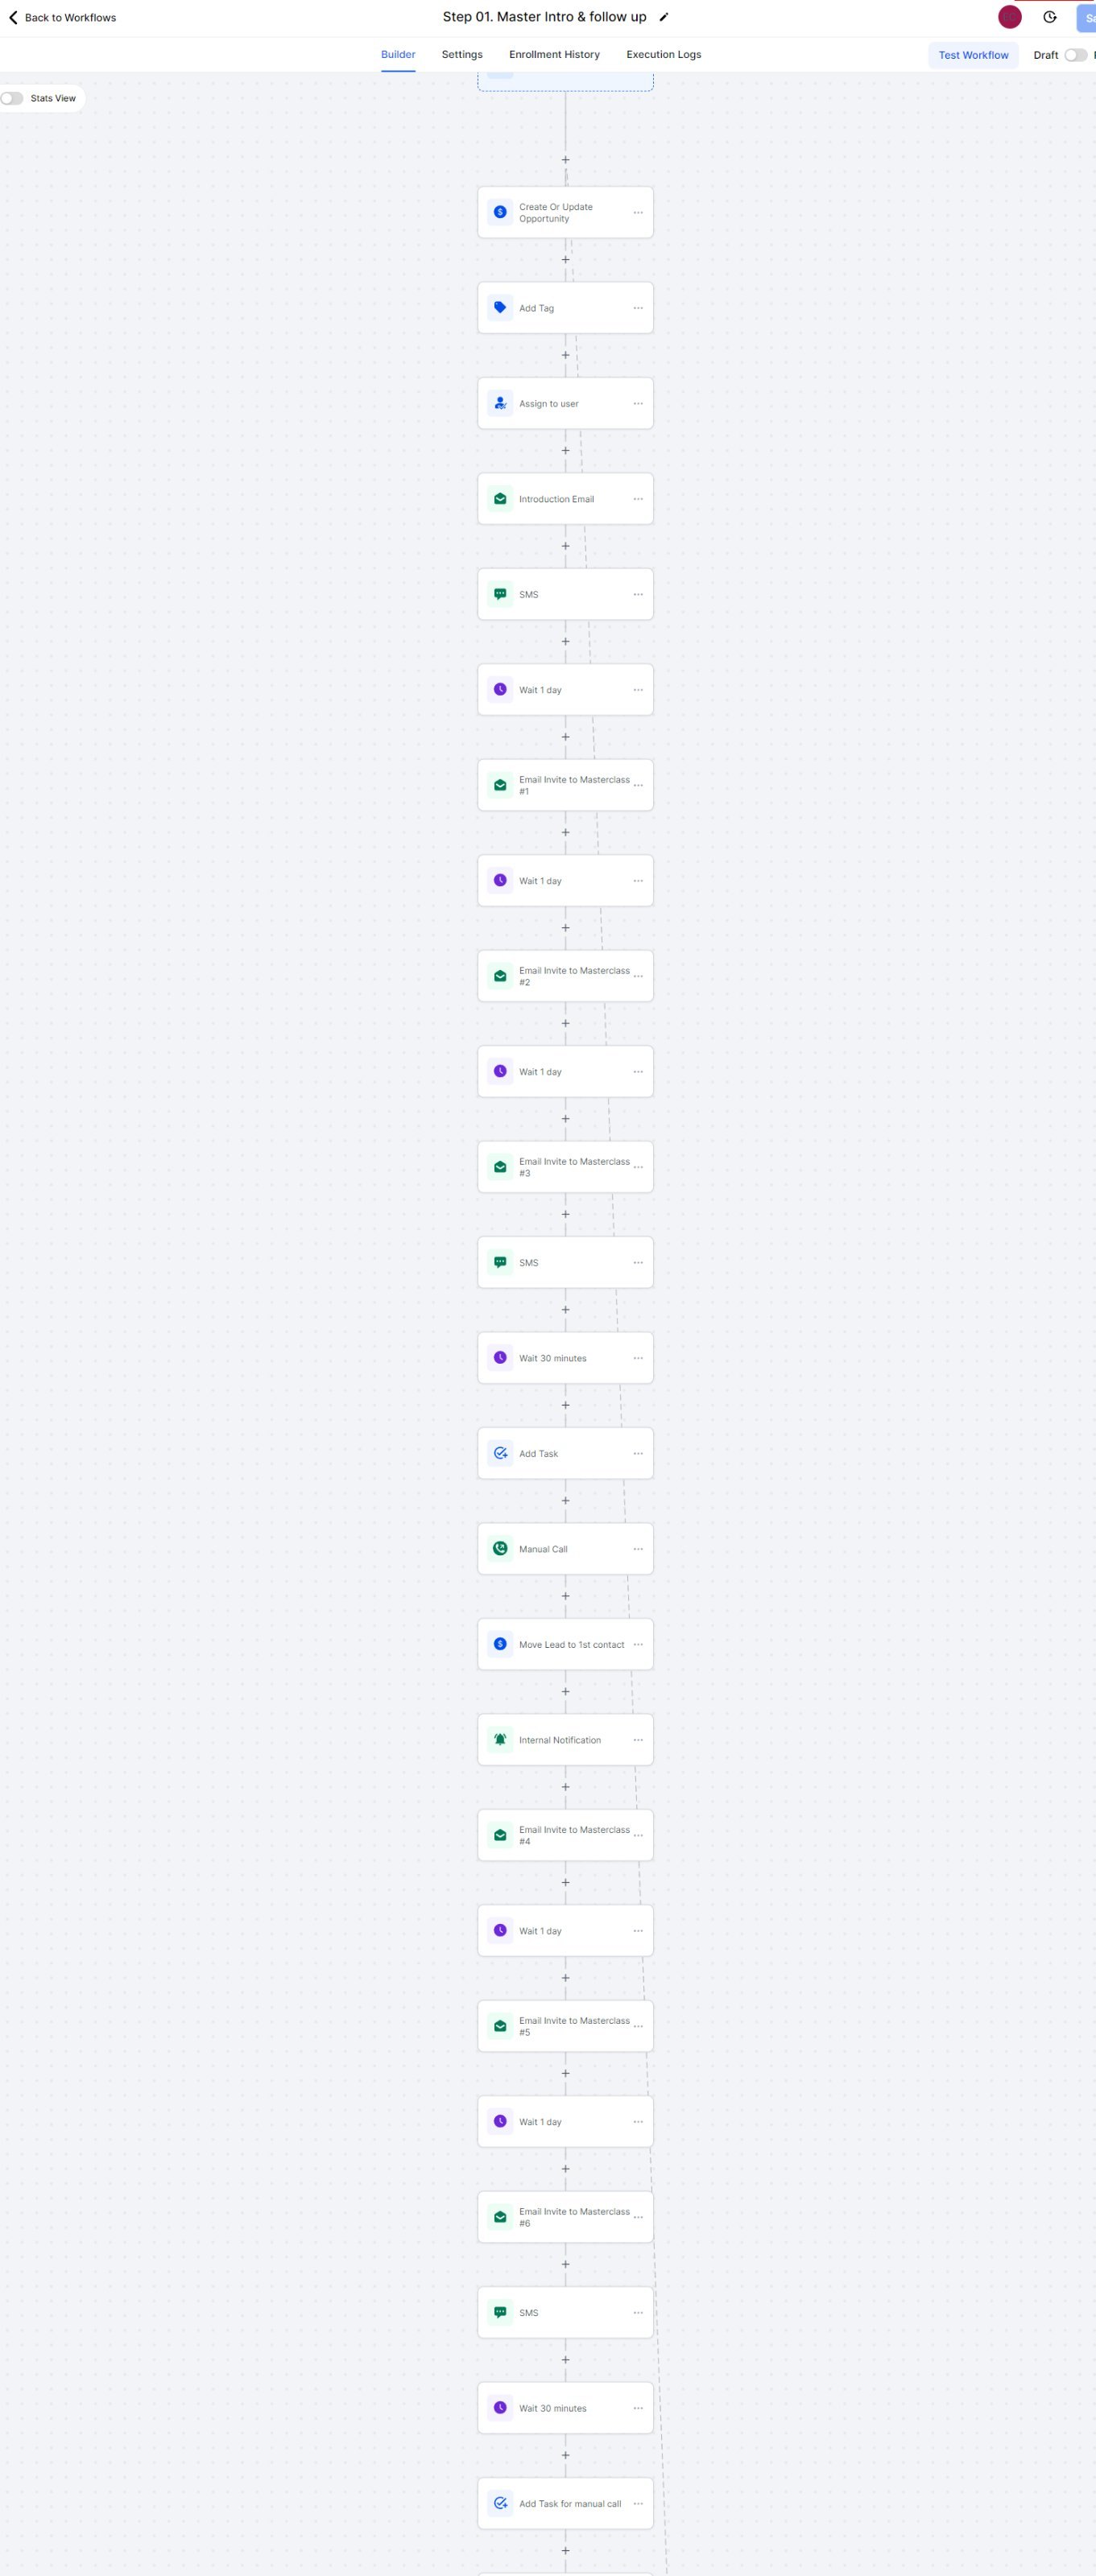 Back to Workflows
Step 01. Master Intro & follow up
Sa
Builder
Settings
Enrollment History
Execution Logs
Test Workflow
Draft
Stats View
Create Or Update
Opportunity
Add Tag
Assign to user
Introduction Email
SMS
Wait 1 day
Email Invite to Masterclass
#1
Wait 1 day
Email Invite to Masterclass
#2
Wait 1 day
Email Invite to Masterclass
#3
SMS
Wait 30 minutes
Add Task
Manual Call
Move Lead to 1st contact
Internal Notification
Email Invite to Masterclass
#4
Wait 1 day
Email Invite to Masterclass
#5
Wait 1 day
Email Invite to Masterclass
#6
SMS
Wait 30 minutes
Add Task for manual call